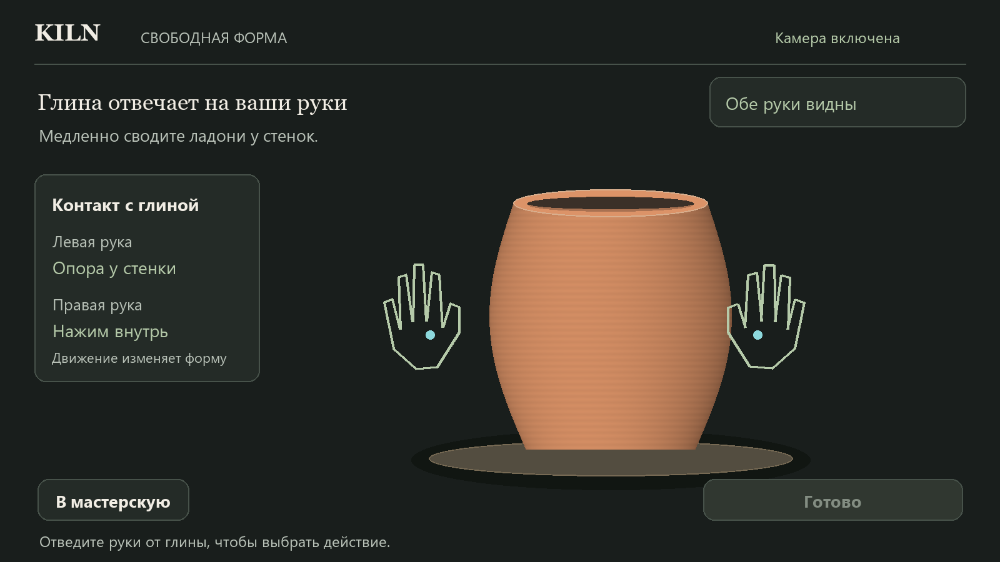 KILN
СВОБОДНАЯ ФОРМА
Камера включена
Глина отвечает на ваши руки
Обе руки видны
Медленно сводите ладони у стенок.
Контакт с глиной
Левая рука
Опора у стенки
Правая рука
Нажим внутрь
Движение изменяет форму
В мастерскую
Готово
Отведите руки от глины, чтобы выбрать действие.